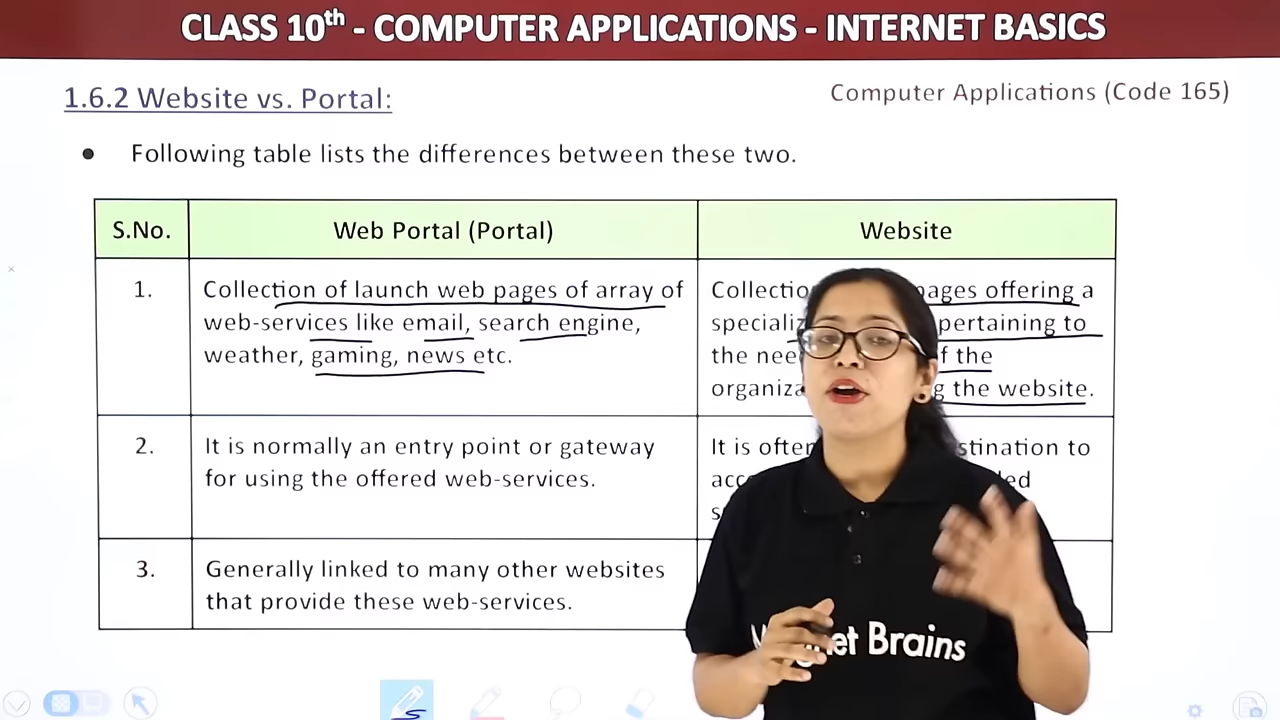 CLASS 10th - COMPUTER APPLICATIONS - INTERNET BASICS
1.6.2 Website vs. Portal:
Computer Applications (Code 165)
● Following table lists the differences between these two.
S.No.
Web Portal (Portal)
Website
1.
Collection of launch web pages of array of
web-services like email, search engine,
weather, gaming, news etc.
pages offering a
pertaining to
the
f the
g the website.
2.
It is normally an entry point or gateway
for using the offered web-services.
It is
to
3.
Generally linked to many other websites
that provide these web-services.
Brains